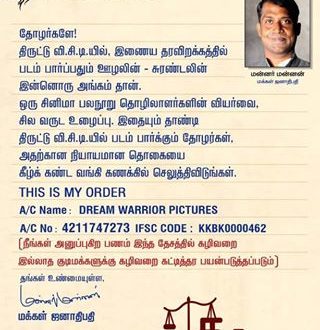 மன்னர் மன்னன்
மக்கள் ஜனாதிபதி
தோழர்களே!
திருட்டு வி.சி.டியில், இணைய தரவிறக்கத்தில்
படம் பார்ப்பதும் ஊழலின் - சுரண்டலின்
இன்னொரு அங்கம் தான்.
ஒரு சினிமா பலநூறு தொழிலாளர்களின் வியர்வை,
சில வருட உழைப்பு. இதையும் தாண்டி
திருட்டு வி.சி.டியில் படம் பார்க்கும் தோழர்கள்,
அதற்கான நியாயமான தொகையை
கீழ்க் கண்ட வங்கி கணக்கில் செலுத்திவிடுங்கள்.
THIS IS MY ORDER
A/C Name : DREAM WARRIOR PICTURES
A/C No : 4211747273 IFSC CODE : KKBK0000462
(நீங்கள் அனுப்புகிற பணம் இந்த தேசத்தில் கழிவறை
இல்லாத குடிமக்களுக்கு கழிவறை கட்டித்தர பயன்படுத்தப்படும்)
தங்கள் உண்மையுள்ள,
மக்கள் ஜனாதிபதி